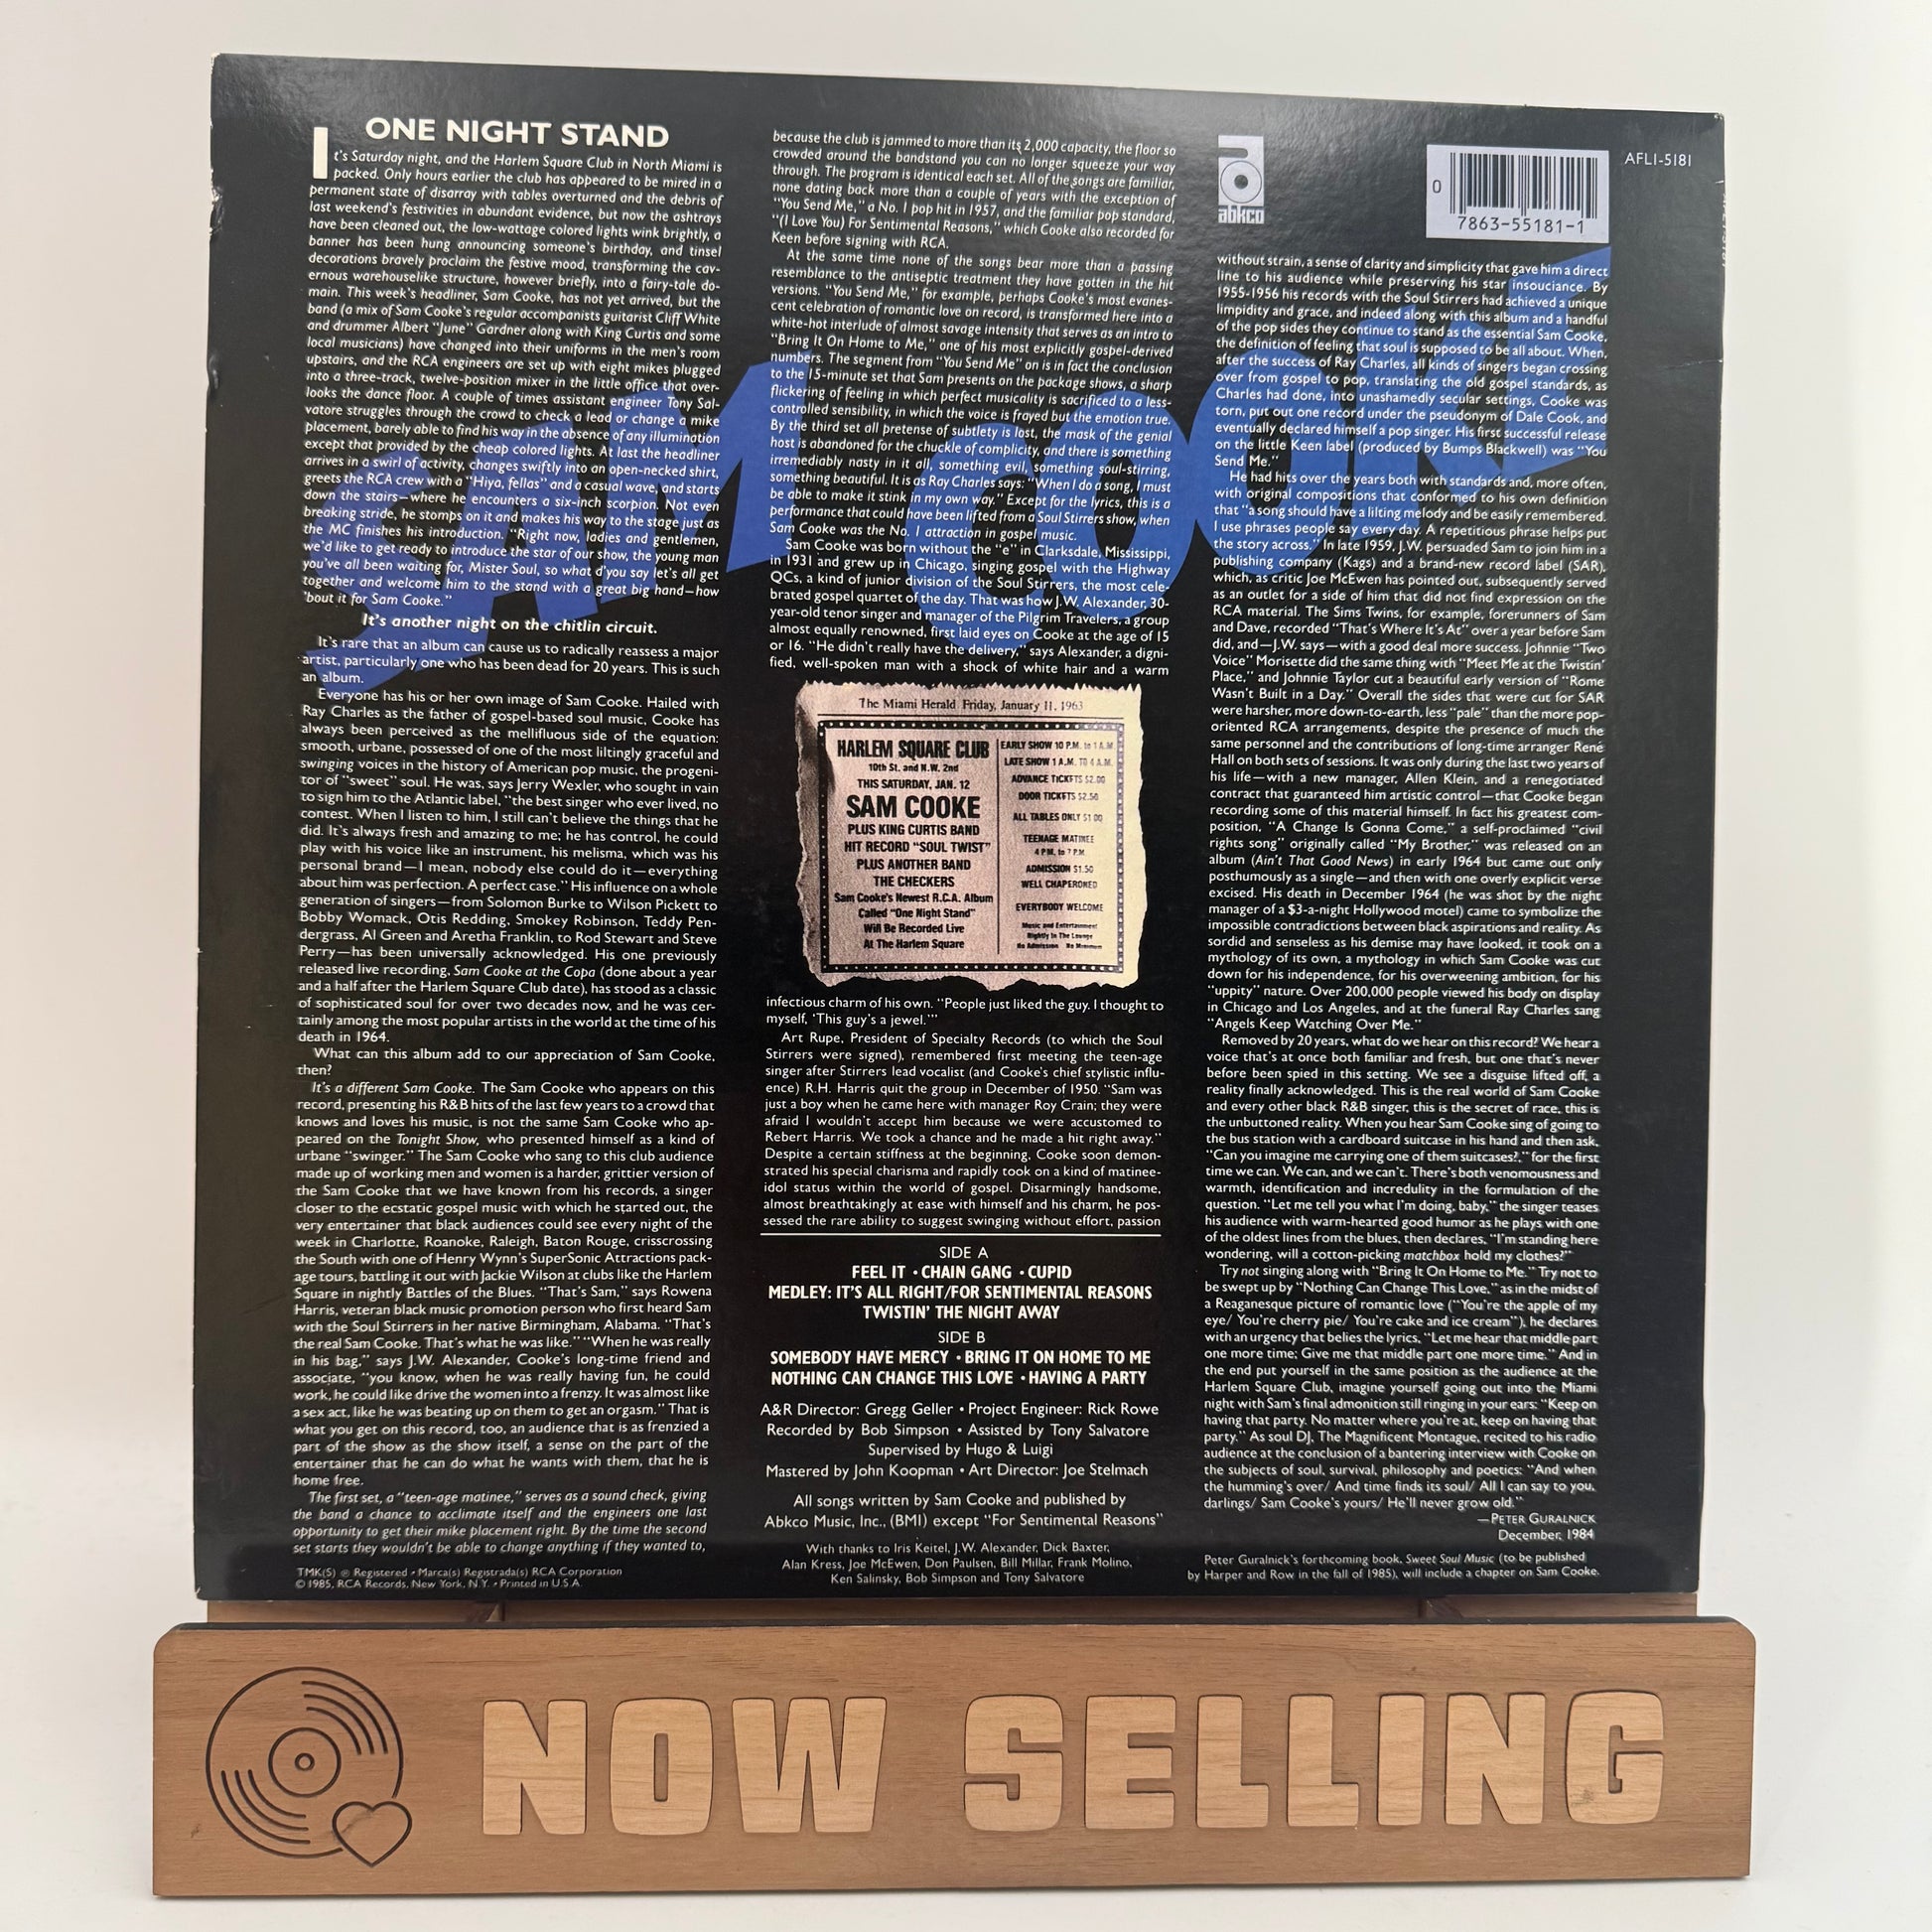 ONE NIGHT STAND
It's Saturday night, and the Harlem Square Club in North Miami is
packed. Only hours earlier the club has appeared to be mired in a
permanent state of disarray with tables overturned and the debris of
last weekend's festivities in abundant evidence, but now the ashtrays
have been cleaned out, the low-wattage colored lights wink brightly, a
banner has been hung announcing someone's birthday, and tinsel
decorations bravely proclaim the festive mood, transforming the cav-
ernous warehouselike structure, however briefly, into a fairy-tale do-
main. This week's headliner, Sam Cooke, has not yet arrived, but the
band (a mix of Sam Cooke's regular accompanists guitarist Cliff White
and drummer Albert "June" Gardner along with King Curtis and some
local musicians) have changed into their uniforms in the men's room
upstairs, and the RCA engineers are set up with eight mikes plugged
into a three-track, twelve-position mixer in the little office that over-
looks the dance floor. A couple of times assistant engineer Tony Sal-
vatore struggles through the crowd to check a lead or change a mike
placement, barely able to find his way in the absence of any illumination
except that provided by the cheap colored lights. At last the headliner
arrives in a swirl of activity, changes swiftly into an open-necked shirt,
greets the RCA crew with a "Hiya, fellas" and a casual wave, and starts
down the stairs—where he encounters a six-inch scorpion. Not even
breaking stride, he stomps on it and makes his way to the stage just as
the MC finishes his introduction. "Right now, ladies and gentlemen,
we'd like to get ready to introduce the star of our show, the young man
you've all been waiting for, Mister Soul, so what d'you say let's all get
together and welcome him to the stand with a great big hand—how
'bout it for Sam Cooke."
It's another night on the chitlin circuit.
It's rare that an album can cause us to radically reassess a major
artist, particularly one who has been dead for 20 years. This is such
an album.
Everyone has his or her own image of Sam Cooke. Hailed with
Ray Charles as the father of gospel-based soul music, Cooke has
always been perceived as the mellifluous side of the equation:
smooth, urbane, possessed of one of the most liltingly graceful and
swinging voices in the history of American pop music, the progeni-
tor of "sweet" soul. He was, says Jerry Wexler, who sought in vain
to sign him to the Atlantic label, "the best singer who ever lived, no
contest. When I listen to him, I still can't believe the things that he
did. It's always fresh and amazing to me; he has control, he could
play with his voice like an instrument, his melisma, which was his
personal brand—I mean, nobody else could do it—everything
about him was perfection. A perfect case." His influence on a whole
generation of singers—from Solomon Burke to Wilson Pickett to
Bobby Womack, Otis Redding, Smokey Robinson, Teddy Pen-
dergrass, Al Green and Aretha Franklin, to Rod Stewart and Steve
Perry—has been universally acknowledged. His one previously
released live recording, Sam Cooke at the Copa (done about a year
and a half after the Harlem Square Club date), has stood as a classic
of sophisticated soul for over two decades now, and he was cer-
tainly among the most popular artists in the world at the time of his
death in 1964.
What can this album add to our appreciation of Sam Cooke,
then?
It's a different Sam Cooke. The Sam Cooke who appears on this
record, presenting his R&B hits of the last few years to a crowd that
knows and loves his music, is not the same Sam Cooke who ap-
peared on the Tonight Show, who presented himself as a kind of
urbane "swinger." The Sam Cooke who sang to this club audience
made up of working men and women is a harder, grittier version of
the Sam Cooke that we have known from his records, a singer
closer to the ecstatic gospel music with which he started out, the
very entertainer that black audiences could see every night of the
week in Charlotte, Roanoke, Raleigh, Baton Rouge, crisscrossing
the South with one of Henry Wynn's SuperSonic Attractions pack-
age tours, battling it out with Jackie Wilson at clubs like the Harlem
Square in nightly Battles of the Blues. "That's Sam," says Rowena
Harris, veteran black music promotion person who first heard Sam
with the Soul Stirrers in her native Birmingham, Alabama. "That's
the real Sam Cooke. That's what he was like." "When he was really
in his bag," says J.W. Alexander, Cooke's long-time friend and
associate, "you know, when he was really having fun, he could
work, he could like drive the women into a frenzy. It was almost like
a sex act, like he was beating up on them to get an orgasm." That is
what you get on this record, too, an audience that is as frenzied a
part of the show as the show itself, a sense on the part of the
entertainer that he can do what he wants with them, that he is
home free.
The first set, a "teen-age matinee," serves as a sound check, giving
the band a chance to acclimate itself and the engineers one last
opportunity to get their mike placement right. By the time the second
set starts they wouldn't be able to change anything if they wanted to,
TMK(S) ® Registered • Marca(s) Registrada(s) RCA Corporation
© 1985, RCA Records, New York, N.Y. • Printed in U.S.A.
because the club is jammed to more than its 2,000 capacity, the floor so
crowded around the bandstand you can no longer squeeze your way
through. The program is identical each set. All of the songs are familiar,
none dating back more than a couple of years with the exception of
"You Send Me," a No. 1 pop hit in 1957, and the familiar pop standard,
"(I Love You) For Sentimental Reasons," which Cooke also recorded for
Keen before signing with RCA.
At the same time none of the songs bear more than a passing
resemblance to the antiseptic treatment they have gotten in the hit
versions. "You Send Me," for example, perhaps Cooke's most evanes-
cent celebration of romantic love on record, is transformed here into a
white-hot interlude of almost savage intensity that serves as an intro to
"Bring It On Home to Me," one of his most explicitly gospel-derived
numbers. The segment from "You Send Me" on is in fact the conclusion
to the 15-minute set that Sam presents on the package shows, a sharp
flickering of feeling in which perfect musicality is sacrificed to a less-
controlled sensibility, in which the voice is frayed but the emotion true.
By the third set all pretense of subtlety is lost, the mask of the genial
host is abandoned for the chuckle of complicity, and there is something
irremediably nasty in it all, something evil, something soul-stirring,
something beautiful. It is as Ray Charles says: "When I do a song, I must
be able to make it stink in my own way." Except for the lyrics, this is a
performance that could have been lifted from a Soul Stirrers show, when
Sam Cooke was the No. 1 attraction in gospel music.
Sam Cooke was born without the "e" in Clarksdale, Mississippi,
in 1931 and grew up in Chicago, singing gospel with the Highway
QCs, a kind of junior division of the Soul Stirrers, the most cele-
brated gospel quartet of the day. That was how J.W. Alexander, 30-
year-old tenor singer and manager of the Pilgrim Travelers, a group
almost equally renowned, first laid eyes on Cooke at the age of 15
or 16. "He didn't really have the delivery," says Alexander, a digni-
fied, well-spoken man with a shock of white hair and a warm
The Miami Herald Friday, January 11, 1963
HARLEM SQUARE CLUB
10th St. and N.W. 2nd
THIS SATURDAY, JAN. 12
SAM COOKE
PLUS KING CURTIS BAND
HIT RECORD "SOUL TWIST"
PLUS ANOTHER BAND
THE CHECKERS
Sam Cooke's Newest R.C.A. Album
Called "One Night Stand"
Will Be Recorded Live
At The Harlem Square
EARLY SHOW 10 P.M. to 1 A.M.
LATE SHOW 1 A.M. TO 4 A.M.
ADVANCE TICKETS $2.00
DOOR TICKETS $2.50
ALL TABLES ONLY $1.00
TEENAGE MATINEE
4 P.M. to 7 P.M.
ADMISSION $1.50
WELL CHAPERONED
EVERYBODY WELCOME
Music and Entertainment
Nightly In The Lounge
No Admission No Minimum
infectious charm of his own. "People just liked the guy. I thought to
myself, 'This guy's a jewel.'"
Art Rupe, President of Specialty Records (to which the Soul
Stirrers were signed), remembered first meeting the teen-age
singer after Stirrers lead vocalist (and Cooke's chief stylistic influ-
ence) R.H. Harris quit the group in December of 1950. "Sam was
just a boy when he came here with manager Roy Crain; they were
afraid I wouldn't accept him because we were accustomed to
Rebert Harris. We took a chance and he made a hit right away."
Despite a certain stiffness at the beginning, Cooke soon demon-
strated his special charisma and rapidly took on a kind of matinee-
idol status within the world of gospel. Disarmingly handsome,
almost breathtakingly at ease with himself and his charm, he pos-
sessed the rare ability to suggest swinging without effort, passion
SIDE A
FEEL IT • CHAIN GANG • CUPID
MEDLEY: IT'S ALL RIGHT/FOR SENTIMENTAL REASONS
TWISTIN' THE NIGHT AWAY
SIDE B
SOMEBODY HAVE MERCY • BRING IT ON HOME TO ME
NOTHING CAN CHANGE THIS LOVE • HAVING A PARTY
A&R Director: Gregg Geller • Project Engineer: Rick Rowe
Recorded by Bob Simpson • Assisted by Tony Salvatore
Supervised by Hugo & Luigi
Mastered by John Koopman • Art Director: Joe Stelmach
All songs written by Sam Cooke and published by
Abkco Music, Inc., (BMI) except "For Sentimental Reasons"
With thanks to Iris Keitel, J.W. Alexander, Dick Baxter,
Alan Kress, Joe McEwen, Don Paulsen, Bill Millar, Frank Molino,
Ken Salinsky, Bob Simpson and Tony Salvatore
abkco
0
7863-55181-1
AFL1-5181
without strain, a sense of clarity and simplicity that gave him a direct
line to his audience while preserving his star insouciance. By
1955-1956 his records with the Soul Stirrers had achieved a unique
limpidity and grace, and indeed along with this album and a handful
of the pop sides they continue to stand as the essential Sam Cooke,
the definition of feeling that soul is supposed to be all about. When,
after the success of Ray Charles, all kinds of singers began crossing
over from gospel to pop, translating the old gospel standards, as
Charles had done, into unashamedly secular settings, Cooke was
torn, put out one record under the pseudonym of Dale Cook, and
eventually declared himself a pop singer. His first successful release
on the little Keen label (produced by Bumps Blackwell) was "You
Send Me."
He had hits over the years both with standards and, more often,
with original compositions that conformed to his own definition
that "a song should have a lilting melody and be easily remembered.
I use phrases people say every day. A repetitious phrase helps put
the story across." In late 1959, J.W. persuaded Sam to join him in a
publishing company (Kags) and a brand-new record label (SAR),
which, as critic Joe McEwen has pointed out, subsequently served
as an outlet for a side of him that did not find expression on the
RCA material. The Sims Twins, for example, forerunners of Sam
and Dave, recorded "That's Where It's At" over a year before Sam
did, and—J.W. says—with a good deal more success. Johnnie "Two
Voice" Morisette did the same thing with "Meet Me at the Twistin'
Place," and Johnnie Taylor cut a beautiful early version of "Rome
Wasn't Built in a Day." Overall the sides that were cut for SAR
were harsher, more down-to-earth, less "pale" than the more pop-
oriented RCA arrangements, despite the presence of much the
same personnel and the contributions of long-time arranger René
Hall on both sets of sessions. It was only during the last two years of
his life—with a new manager, Allen Klein, and a renegotiated
contract that guaranteed him artistic control—that Cooke began
recording some of this material himself. In fact his greatest com-
position, "A Change Is Gonna Come," a self-proclaimed "civil
rights song" originally called "My Brother," was released on an
album (Ain't That Good News) in early 1964 but came out only
posthumously as a single—and then with one overly explicit verse
excised. His death in December 1964 (he was shot by the night
manager of a $3-a-night Hollywood motel) came to symbolize the
impossible contradictions between black aspirations and reality. As
sordid and senseless as his demise may have looked, it took on a
mythology of its own, a mythology in which Sam Cooke was cut
down for his independence, for his overweening ambition, for his
"uppity" nature. Over 200,000 people viewed his body on display
in Chicago and Los Angeles, and at the funeral Ray Charles sang
"Angels Keep Watching Over Me."
Removed by 20 years, what do we hear on this record? We hear a
voice that's at once both familiar and fresh, but one that's never
before been spied in this setting. We see a disguise lifted off, a
reality finally acknowledged. This is the real world of Sam Cooke
and every other black R&B singer, this is the secret of race, this is
the unbuttoned reality. When you hear Sam Cooke sing of going to
the bus station with a cardboard suitcase in his hand and then ask,
"Can you imagine me carrying one of them suitcases?," for the first
time we can. We can, and we can't. There's both venomousness and
warmth, identification and incredulity in the formulation of the
question. "Let me tell you what I'm doing, baby," the singer teases
his audience with warm-hearted good humor as he plays with one
of the oldest lines from the blues, then declares, "I'm standing here
wondering, will a cotton-picking matchbox hold my clothes?"
Try not singing along with "Bring It On Home to Me." Try not to
be swept up by "Nothing Can Change This Love," as in the midst of
a Reaganesque picture of romantic love ("You're the apple of my
eye/ You're cherry pie/ You're cake and ice cream"), he declares
with an urgency that belies the lyrics, "Let me hear that middle part
one more time; Give me that middle part one more time." And in
the end put yourself in the same position as the audience at the
Harlem Square Club, imagine yourself going out into the Miami
night with Sam's final admonition still ringing in your ears: "Keep on
having that party. No matter where you're at, keep on having that
party." As soul DJ, The Magnificent Montague, recited to his radio
audience at the conclusion of a bantering interview with Cooke on
the subjects of soul, survival, philosophy and poetics: "And when
the humming's over/ And time finds its soul/ All I can say to you,
darlings/ Sam Cooke's yours/ He'll never grow old."
—PETER GURALNICK
December, 1984
Peter Guralnick's forthcoming book, Sweet Soul Music (to be published
by Harper and Row in the fall of 1985), will include a chapter on Sam Cooke.
SAM COOKE
NOW SELLING